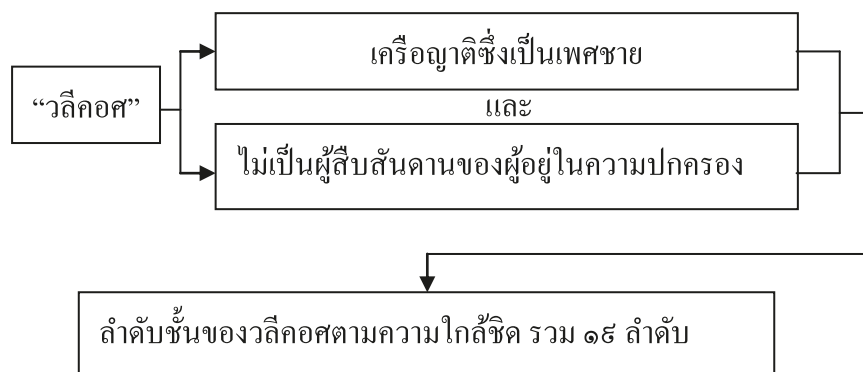 เครือญาติซึ่งเป็นเพศชาย
“วลีคอศ”
และ
ไม่เป็นผู้สืบสันดานของผู้อยู่ในความปกครอง
ลำดับชั้นของวลีคอศตามความใกล้ชิด รวม ๑๙ ลำดับ